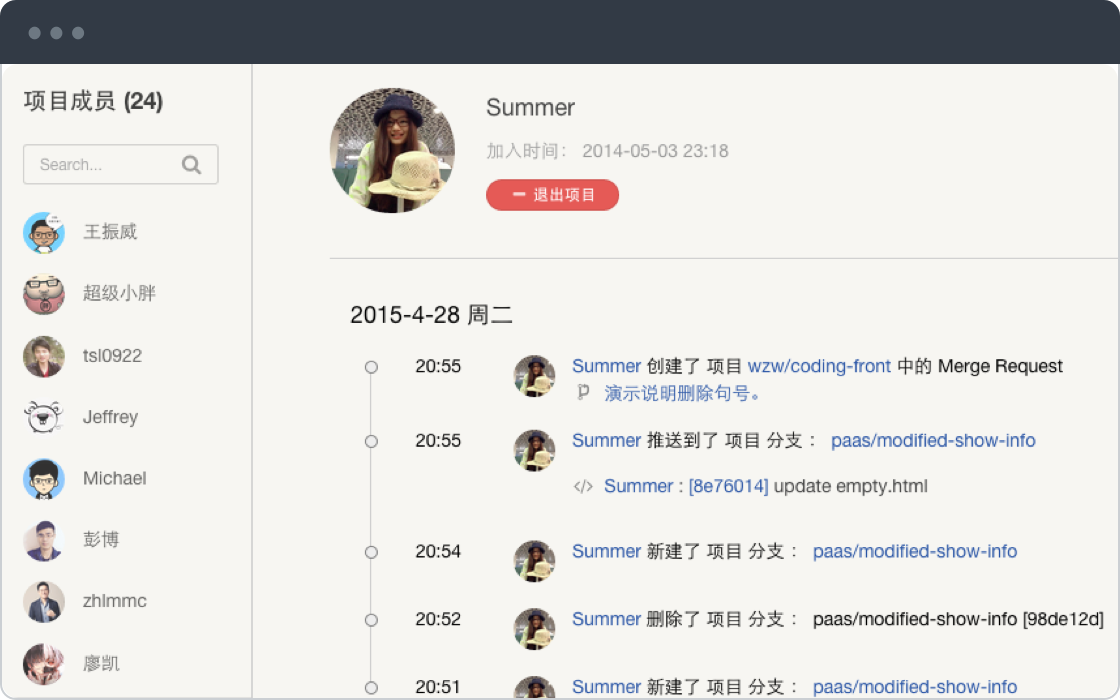 项目成员 (24)
Search...
王振威
超级小胖
tsl0922
Jeffrey
Michael
彭博
zhlmmc
廖凯
Summer
加入时间： 2014-05-03 23:18
退出项目
2015-4-28 周二
20:55 Summer 创建了 项目 wzw/coding-front 中的 Merge Request
演示说明删除句号。
20:55 Summer 推送到了 项目 分支： paas/modified-show-info
</> Summer : [8e76014] update empty.html
20:54 Summer 新建了 项目 分支： paas/modified-show-info
20:52 Summer 删除了 项目 分支： paas/modified-show-info [98de12d]
20:51 Summer 新建了 项目 分支： paas/modified-show-info